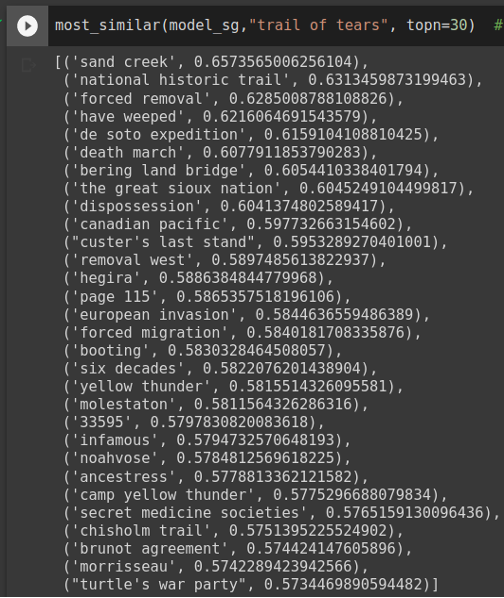 most_similar(model_sg,"trail of tears", topn=30) #
[('sand creek', 0.6573565006256104),
('national historic trail', 0.6313459873199463),
('forced removal', 0.6285008788108826),
('have weeped', 0.6216064691543579),
('de soto expedition', 0.6159104108810425),
('death march', 0.6077911853790283),
('bering land bridge', 0.6054410338401794),
('the great sioux nation', 0.6045249104499817),
('dispossession', 0.6041374802589417),
('canadian pacific', 0.597732663154602),
("custer's last stand", 0.5953289270401001),
('removal west', 0.5897485613822937),
('hegira', 0.5886384844779968),
('page 115', 0.5865357518196106),
('european invasion', 0.5844636559486389),
('forced migration', 0.5840181708335876),
('booting', 0.5830328464508057),
('six decades', 0.5822076201438904),
('yellow thunder', 0.5815514326095581),
('molestaton', 0.5811564326286316),
('33595', 0.5797830820083618),
('infamous', 0.5794732570648193),
('noahvose', 0.5784812569618225),
('ancestress', 0.5778813362121582),
('camp yellow thunder', 0.5775296688079834),
('secret medicine societies', 0.5765159130096436),
('chisholm trail', 0.5751395225524902),
('brunot agreement', 0.574424147605896),
('morrisseau', 0.5742289423942566),
("turtle's war party", 0.5734469890594482)]